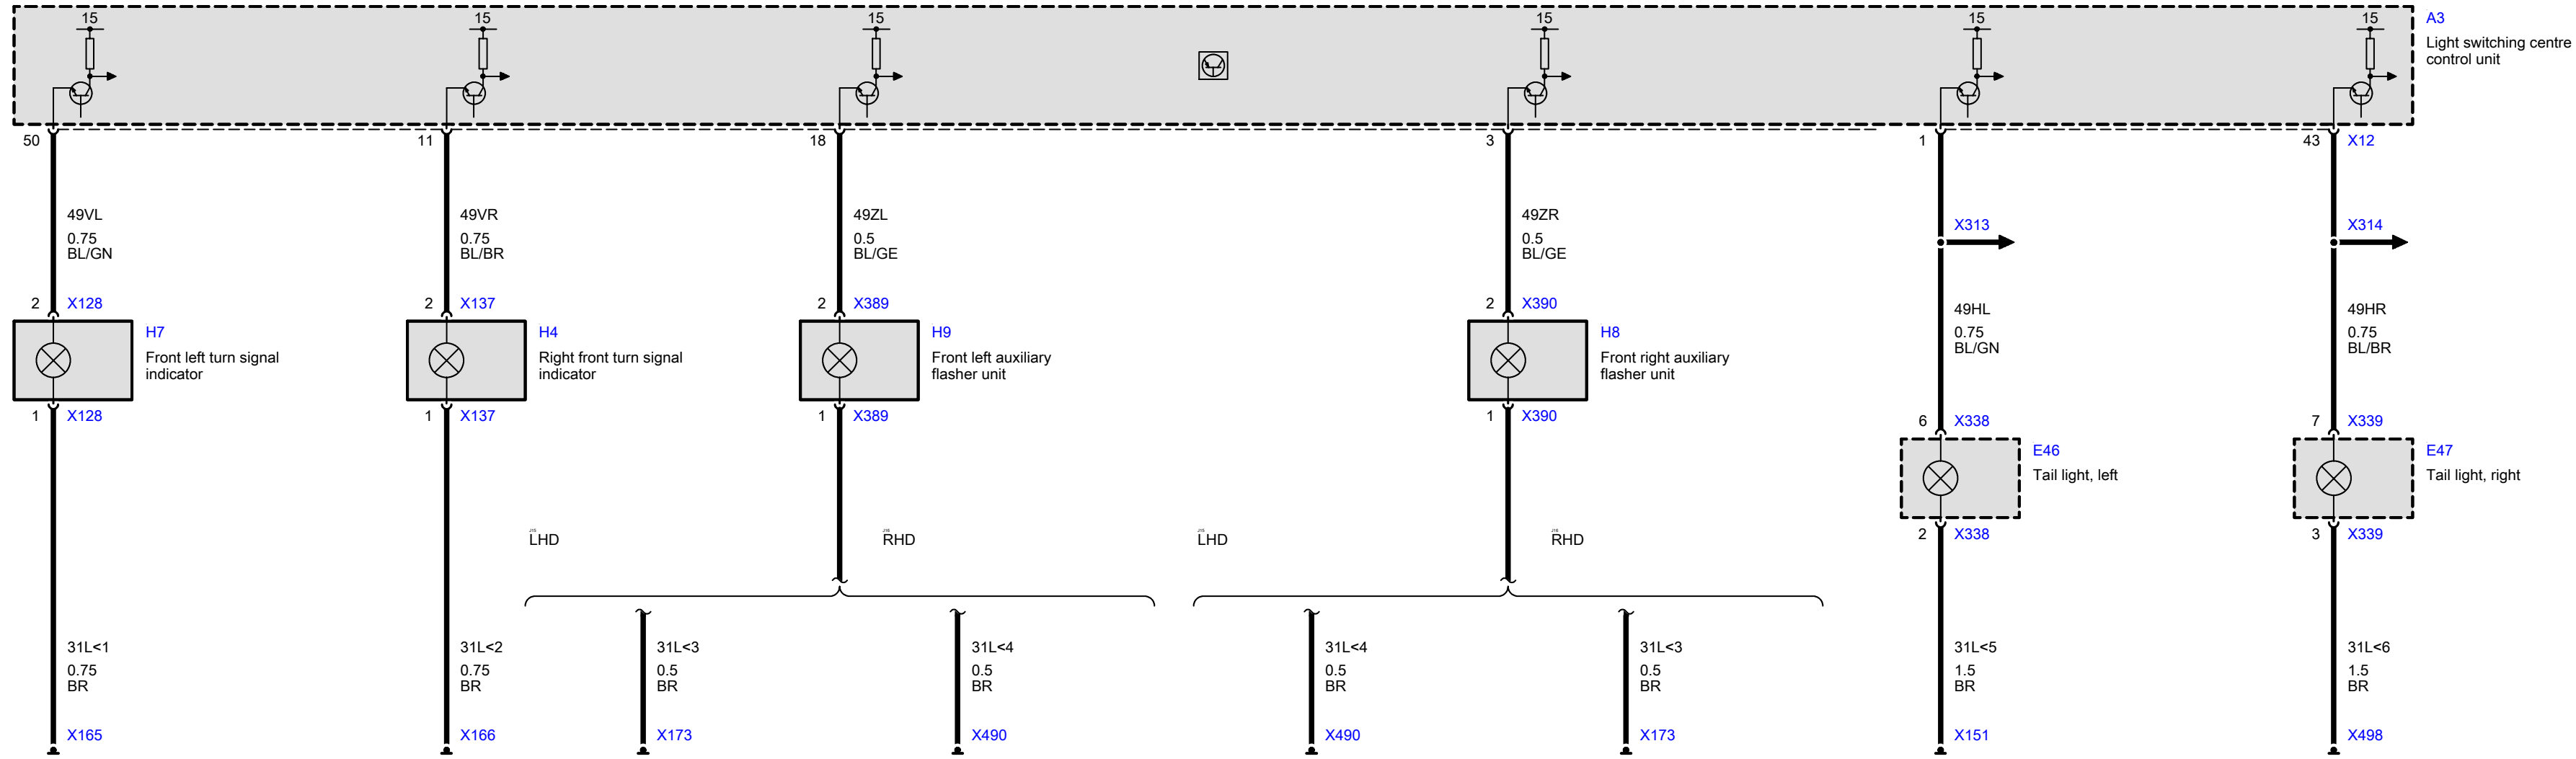 15
15
15
15
15
15
A3
Light switching centre
control unit
50
11
18
3
1
43
X12
49VL
0.75
BL/GN
49VR
0.75
BL/BR
49ZL
0.5
BL/GE
49ZR
0.5
BL/GE
X313
X314
49HL
0.75
BL/GN
49HR
0.75
BL/BR
2
X128
2
X137
2
X389
2
X390
H7
Front left turn signal
indicator
H4
Right front turn signal
indicator
H9
Front left auxiliary
flasher unit
H8
Front right auxiliary
flasher unit
1
X128
1
X137
1
X389
1
X390
6
X338
7
X339
E46
Tail light, left
E47
Tail light, right
2
X338
3
X339
J15
LHD
J16
RHD
J15
LHD
J16
RHD
31L<1
0.75
BR
31L<2
0.75
BR
31L<3
0.5
BR
31L<4
0.5
BR
31L<4
0.5
BR
31L<3
0.5
BR
31L<5
1.5
BR
31L<6
1.5
BR
X165
X166
X173
X490
X490
X173
X151
X498